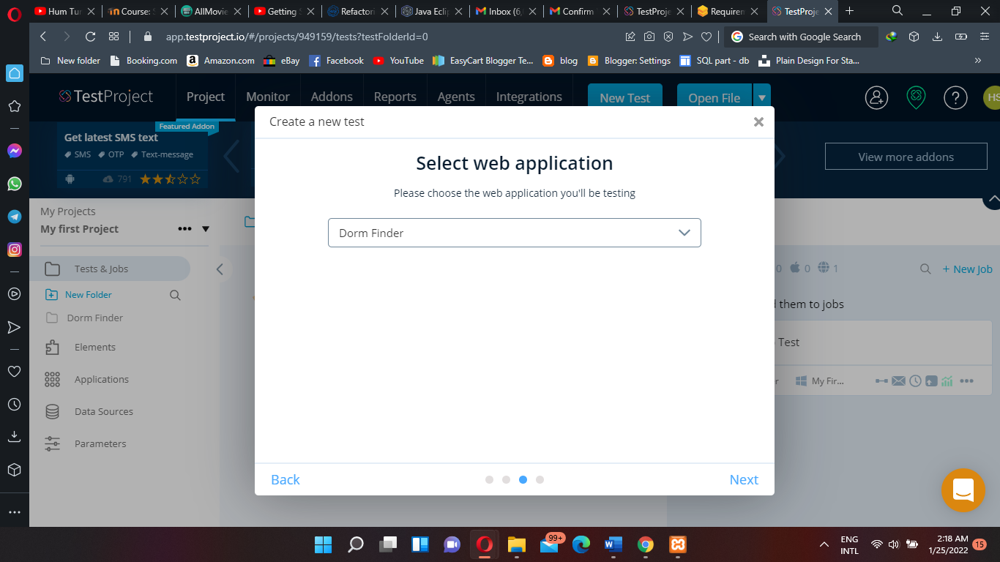 Hum Tur
Course: S
AllMovie
Getting S
Refactori
Java Ecli
Inbox (6,
Confirm
TestProje
TestProje
Requirem
TestProje
app.testproject.io/#/projects/949159/tests?testFolderId=0
Search with Google Search
New folder
Booking.com
Amazon.com
eBay
Facebook
YouTube
EasyCart Blogger Te...
blog
Blogger: Settings
SQL part - db
Plain Design For Sta...
»
TestProject
Project
Monitor
Addons
Reports
Agents
Integrations
New Test
Open File
HS
Create a new test
Featured Addon
Get latest SMS text
SMS
OTP
Text-message
791
View more addons
Select web application
Please choose the web application you'll be testing
Dorm Finder
My Projects
My first Project
Tests & Jobs
New Folder
Dorm Finder
Elements
Applications
Data Sources
Parameters
0
0
1
+ New Job
d them to jobs
Test
r
My Fir...
Back
Next
99+
ENG
INTL
2:18 AM
1/25/2022
15